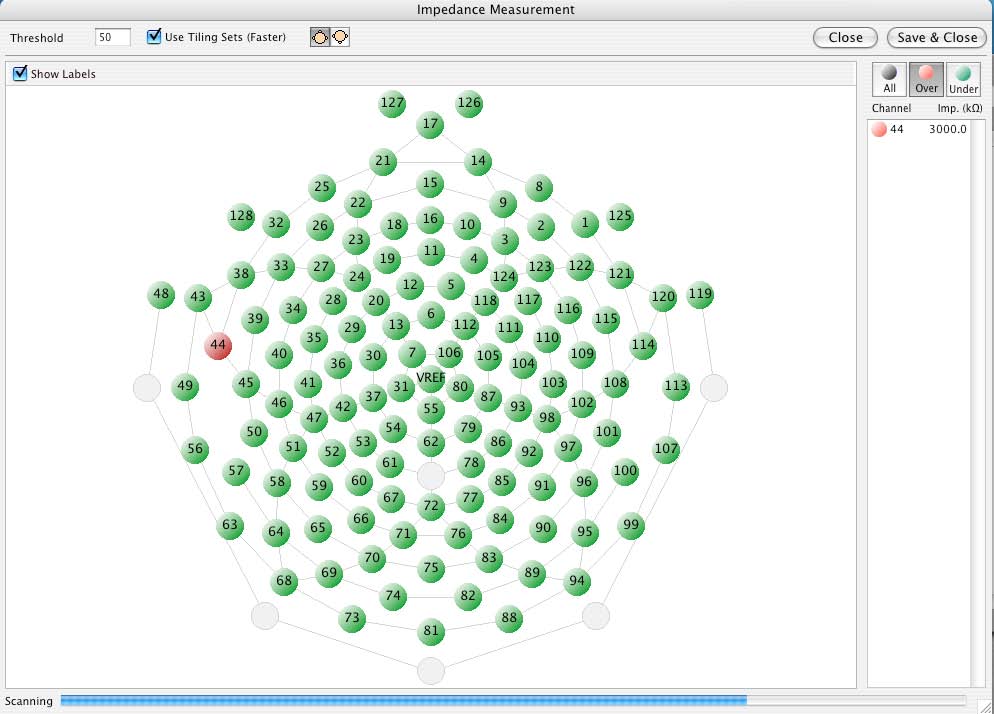 Impedance Measurement
Threshold 50 Use Tiling Sets (Faster) Close Save & Close
Show Labels
All Over Under
Channel Imp. (kΩ)
44 3000.0
127 126
17
21 14
15
25 8
22 9
128 32 26 18 16 10 2 1 125
23 3
19 11 4
38 33 27 24 124 123 122 121
48 43 12 5 120 119
28 20 118 117
39 34 6 116 115
29 13 112 111
44 35 110 114
40 7 106 109
36 30 105 104
VRET
49 45 41 31 80 103 108 113
46 37 87 102
42 55 93
47 98
50 54 79 101
53 62 86
56 51 52 92 97 107
57 61 78 100
58 59 60 85 91 96
67 72 77
63 66 84 99
64 65 71 76 90 95
70 75 83
68 69 89 94
74 82
73 81 88
Scanning